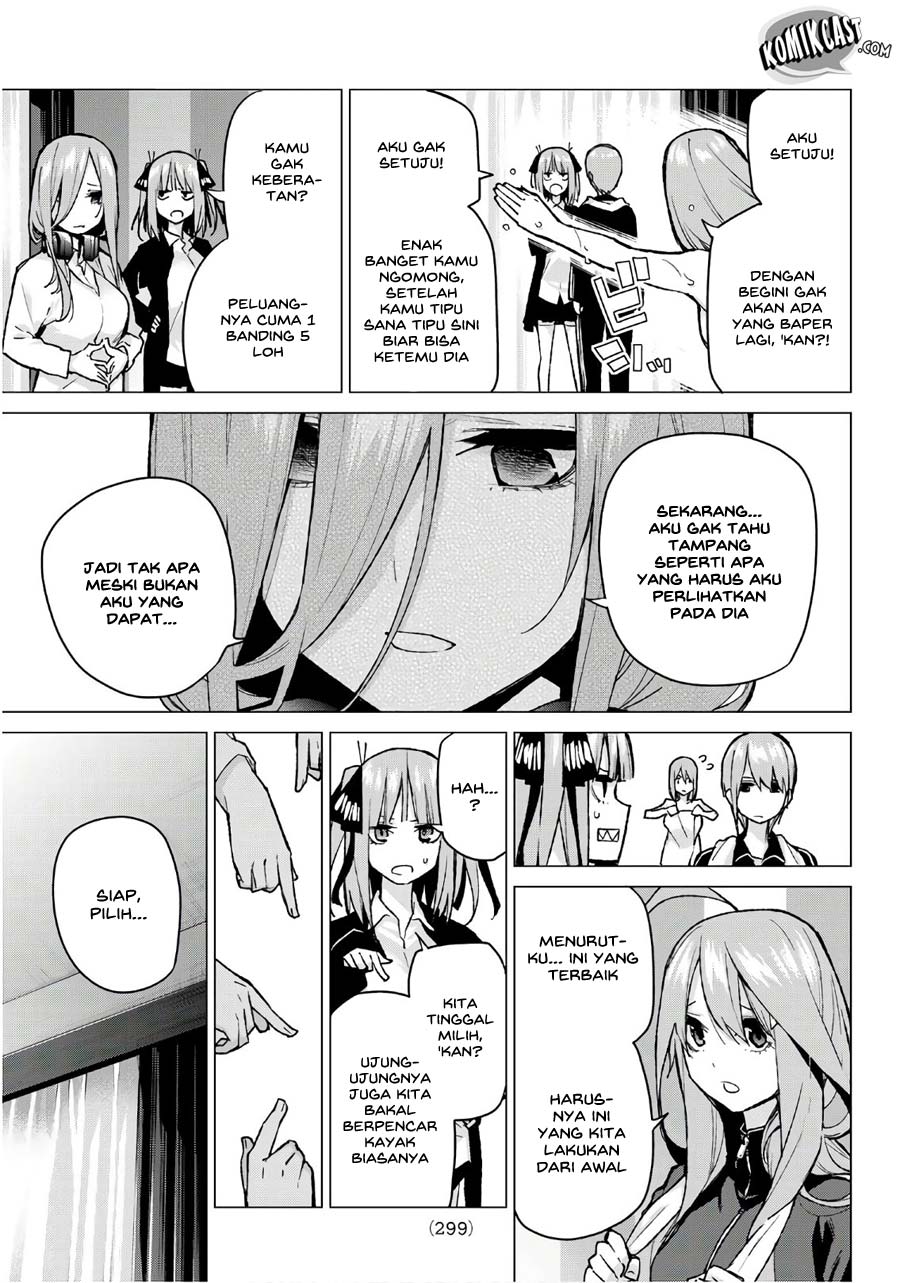 KOMIKCAST
.COM
AKU
SETUJU!
DENGAN
BEGINI GAK
AKAN ADA
YANG BAPER
LAGI, 'KAN?!
AKU GAK
SETUJU!
ENAK
BANGET KAMU
NGOMONG,
SETELAH
KAMU TIPU
SANA TIPU SINI
BIAR BISA
KETEMU DIA
KAMU
GAK
KEBERA-
TAN?
PELUANG-
NYA CUMA 1
BANDING 5
LOH
SEKARANG...
AKU GAK TAHU
TAMPANG
SEPERTI APA
YANG HARUS AKU
PERLIHATKAN
PADA DIA
JADI TAK APA
MESKI BUKAN
AKU YANG
DAPAT...
MENURUT-
KU... INI YANG
TERBAIK
HARUS-
NYA INI
YANG KITA
LAKUKAN
DARI AWAL
HAH...
?
KITA
TINGGAL
MILIH,
'KAN?
UJUNG-
UJUNGNYA
JUGA KITA
BAKAL
BERPENCAR
KAYAK
BIASANYA
SIAP,
PILIH...
(299)